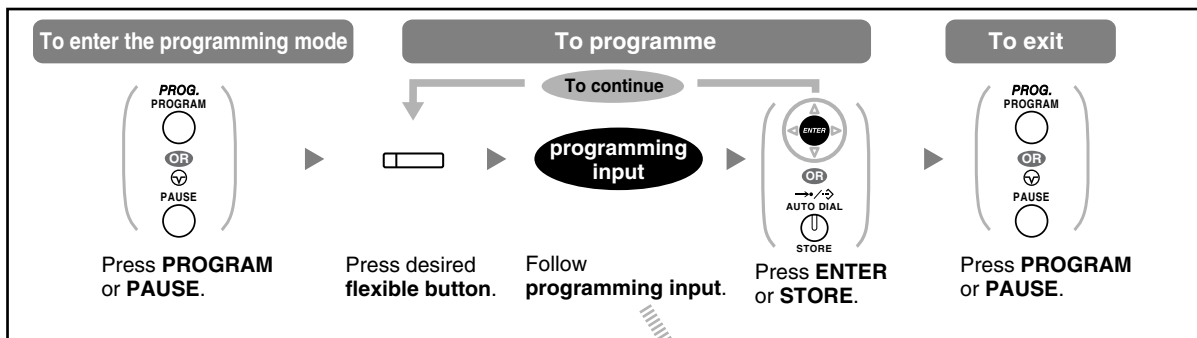 To enter the programming mode
To programme
To exit
To continue
PROG.
PROGRAM
OR
PAUSE
programming
input
ENTER
OR
AUTO DIAL
STORE
PROG.
PROGRAM
OR
PAUSE
Press PROGRAM
or PAUSE.
Press desired
flexible button.
Follow
programming input.
Press ENTER
or STORE.
Press PROGRAM
or PAUSE.